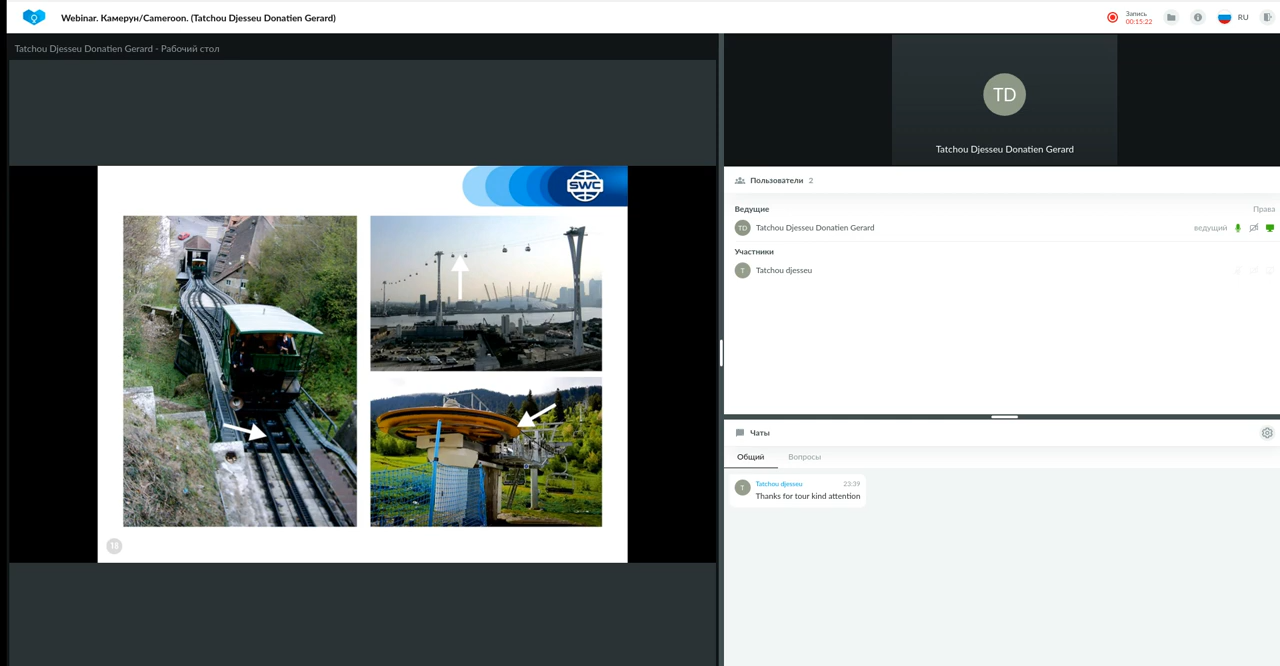 Webinar. Камерун/Cameroon. (Tatchou Djesseu Donatien Gerard)
Запись
00:15:22
RU
Tatchou Djesseu Donatien Gerard - Рабочий стол
SWC
18
TD
Tatchou Djesseu Donatien Gerard
Пользователи 2
Ведущие Права
TD Tatchou Djesseu Donatien Gerard ведущий
Участники
T Tatchou djesseu
Чаты
Общий Вопросы
T Tatchou djesseu 23:39
Thanks for tour kind attention